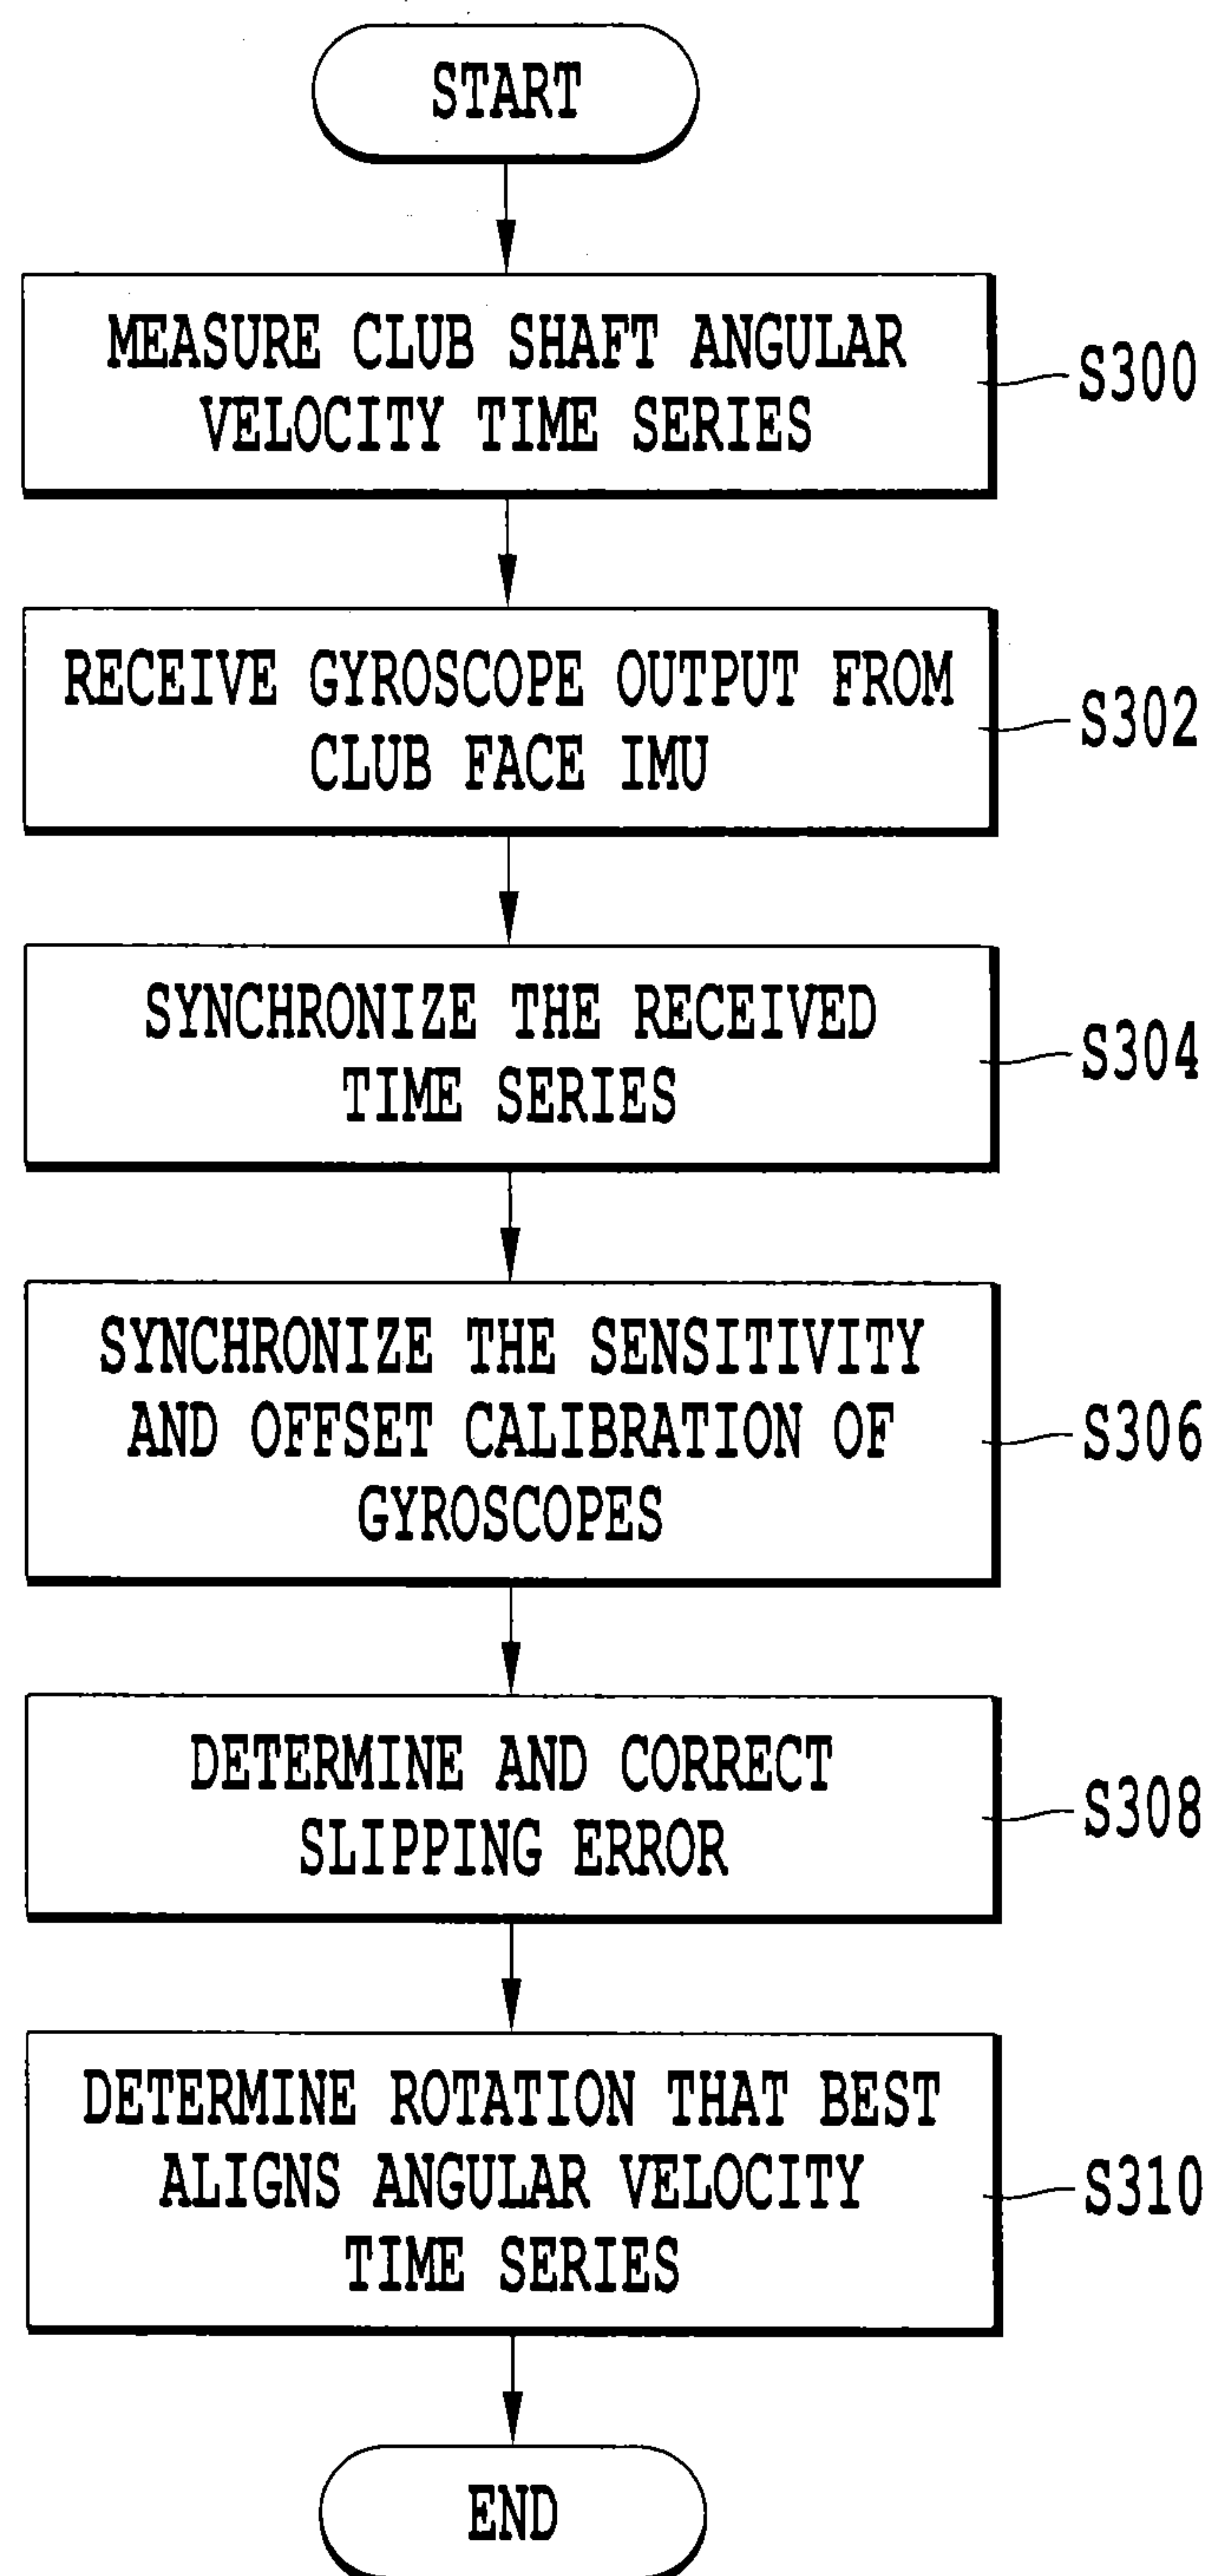 START
MEASURE CLUB SHAFT ANGULAR
VELOCITY TIME SERIES
S300
RECEIVE GYROSCOPE OUTPUT FROM
CLUB FACE IMU
S302
SYNCHRONIZE THE RECEIVED
TIME SERIES
S304
SYNCHRONIZE THE SENSITIVITY
AND OFFSET CALIBRATION OF
GYROSCOPES
S306
DETERMINE AND CORRECT
SLIPPING ERROR
S308
DETERMINE ROTATION THAT BEST
ALIGNS ANGULAR VELOCITY
TIME SERIES
S310
END